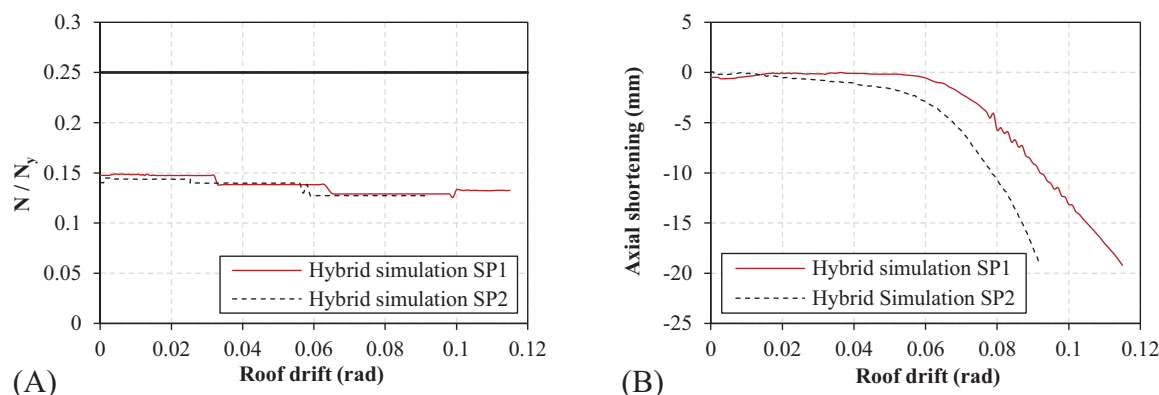 0.3
0.25
0.2
0.15
0.1
0.05
0
N / Ny
Hybrid simulation SP1
Hybrid simulation SP2
0 0.02 0.04 0.06 0.08 0.1 0.12
Roof drift (rad)
(A)
5
0
-5
-10
-15
-20
-25
Axial shortening (mm)
Hybrid simulation SP1
Hybrid Simulation SP2
0 0.02 0.04 0.06 0.08 0.1 0.12
Roof drift (rad)
(B)